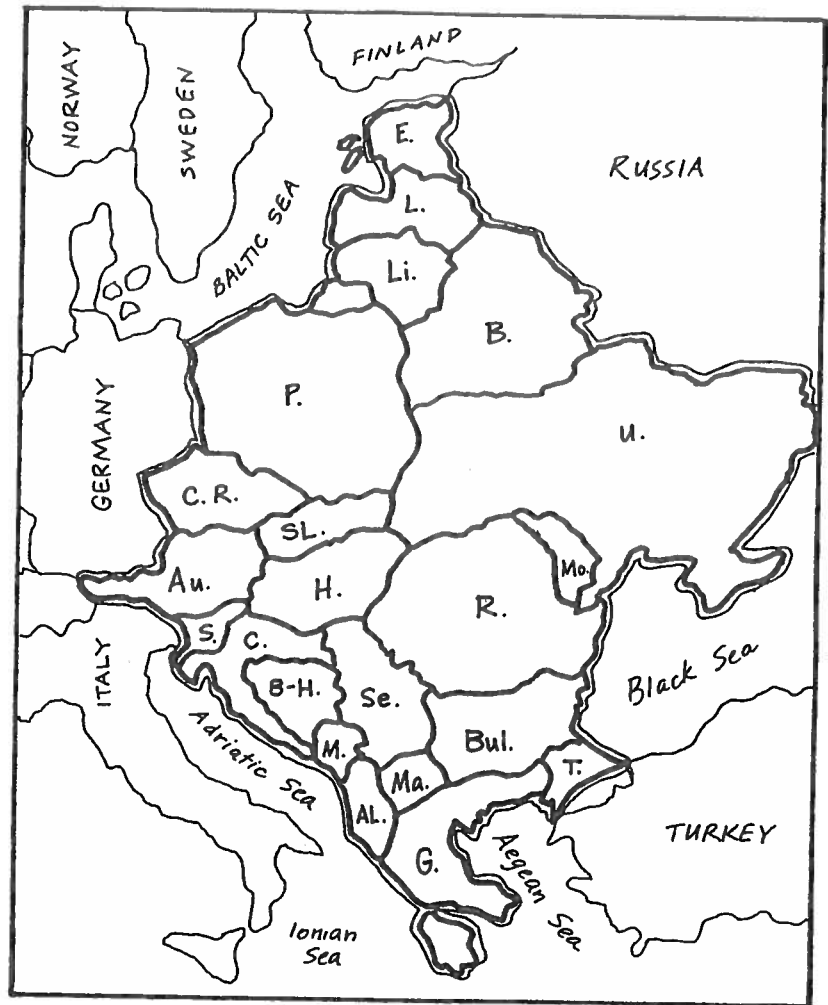 FINLAND
NORWAY
SWEDEN
E.
RUSSIA
BALTIC SEA
L.
Li.
B.
P.
U.
GERMANY
C.R.
SL.
Au.
H.
Mo.
R.
S.
C.
ITALY
B-H.
Se.
Black Sea
Adriatic Sea
M.
Bul.
Ma.
T.
AL.
TURKEY
G.
Aegean
Sea
Ionian
Sea